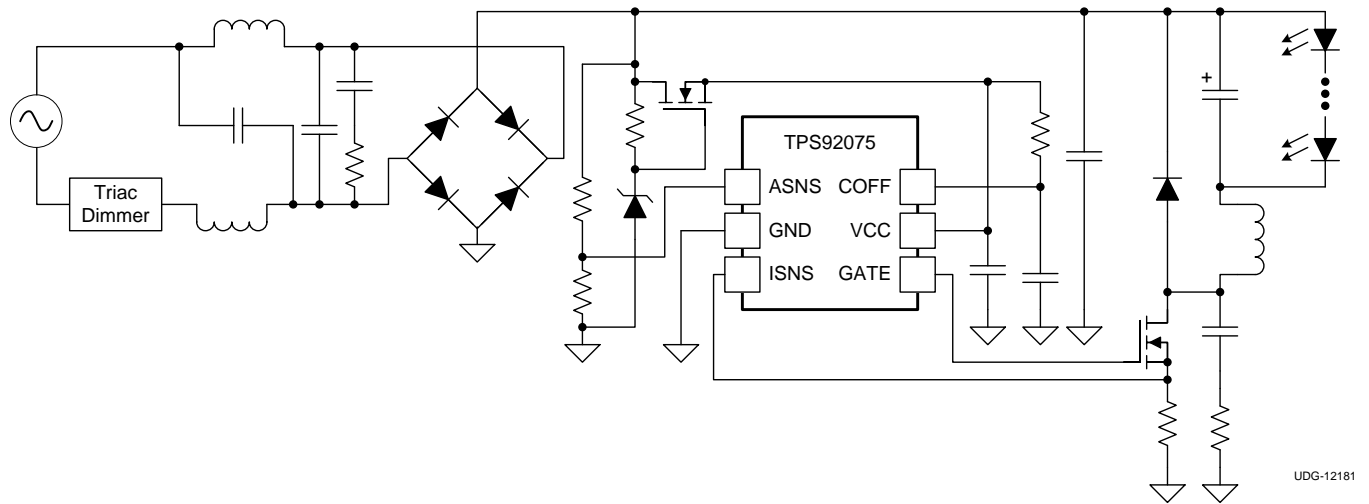 Triac
Dimmer
TPS92075
ASNS COFF
GND VCC
ISNS GATE
+
UDG-12181